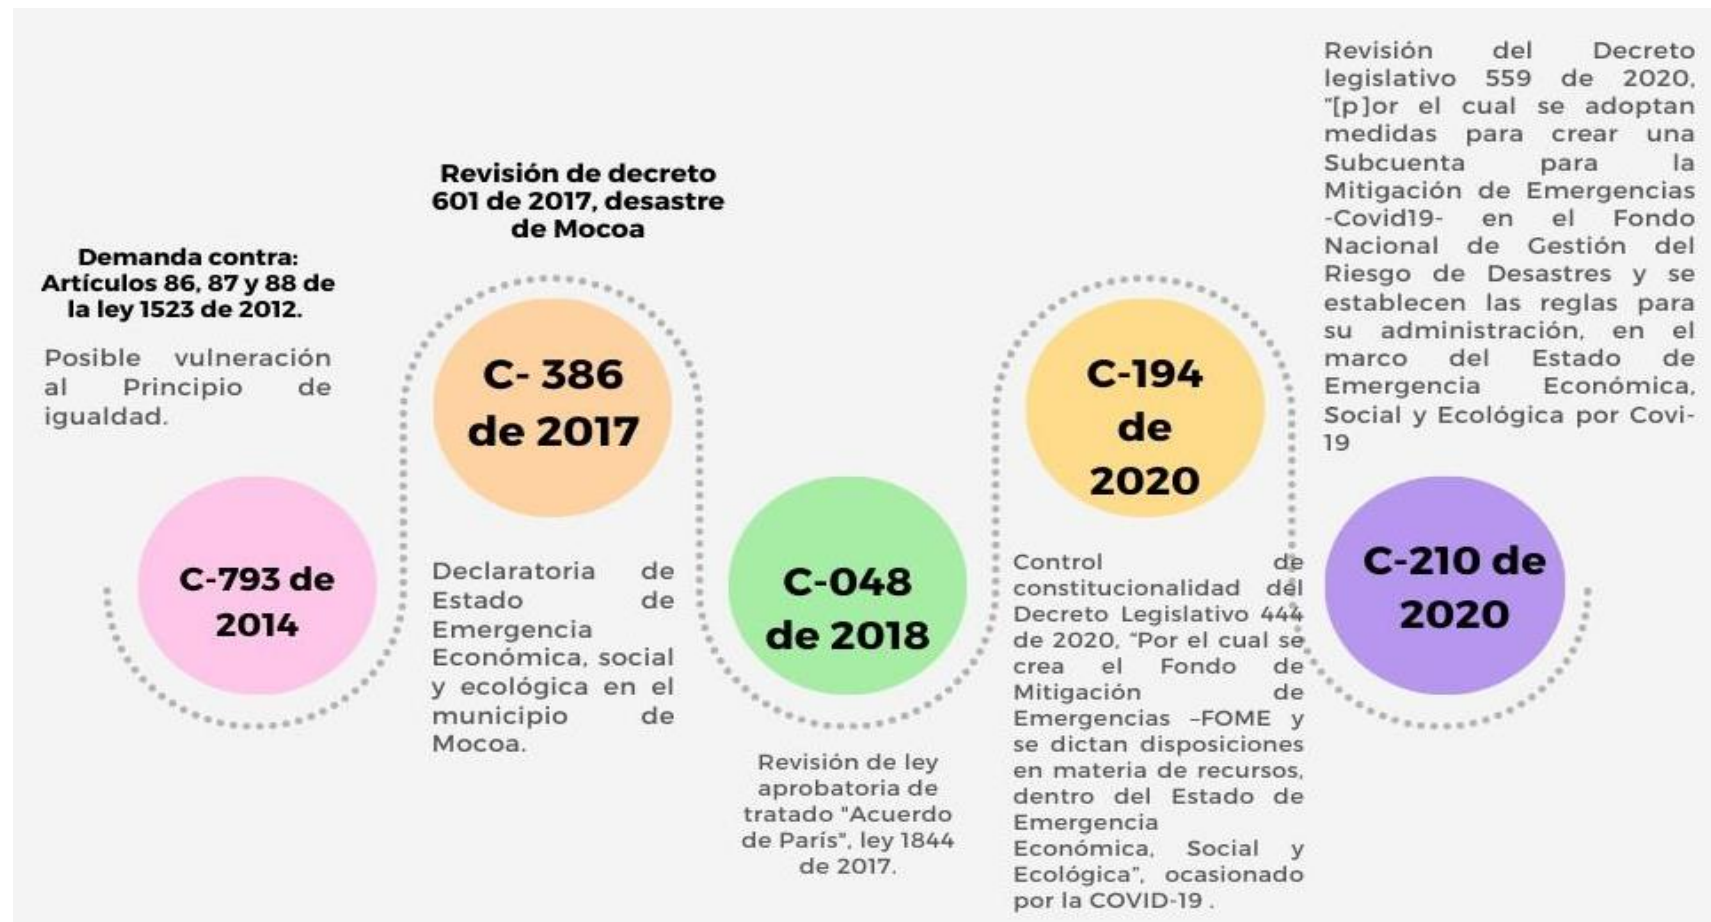 Demanda contra:
Artículos 86, 87 y 88 de
la ley 1523 de 2012.
Posible vulneración
al Principio de
igualdad.
C-793 de
2014
Revisión de decreto
601 de 2017, desastre
de Mocoa
C- 386
de 2017
Declaratoria de
Estado de
Emergencia
Económica, social
y ecológica en el
municipio de
Mocoa.
C-048
de 2018
Revisión de ley
aprobatoria de
tratado "Acuerdo
de París", ley 1844
de 2017.
C-194
de
2020
Control de
constitucionalidad del
Decreto Legislativo 444
de 2020, "Por el cual se
crea el Fondo de
Mitigación de
Emergencias –FOME y
se dictan disposiciones
en materia de recursos,
dentro del Estado de
Emergencia
Económica, Social y
Ecológica", ocasionado
por la COVID-19 .
Revisión del Decreto
legislativo 559 de 2020,
"[p]or el cual se adoptan
medidas para crear una
Subcuenta para la
Mitigación de Emergencias
-Covid19- en el Fondo
Nacional de Gestión del
Riesgo de Desastres y se
establecen las reglas para
su administración, en el
marco del Estado de
Emergencia Económica,
Social y Ecológica por Covi-
19
C-210 de
2020